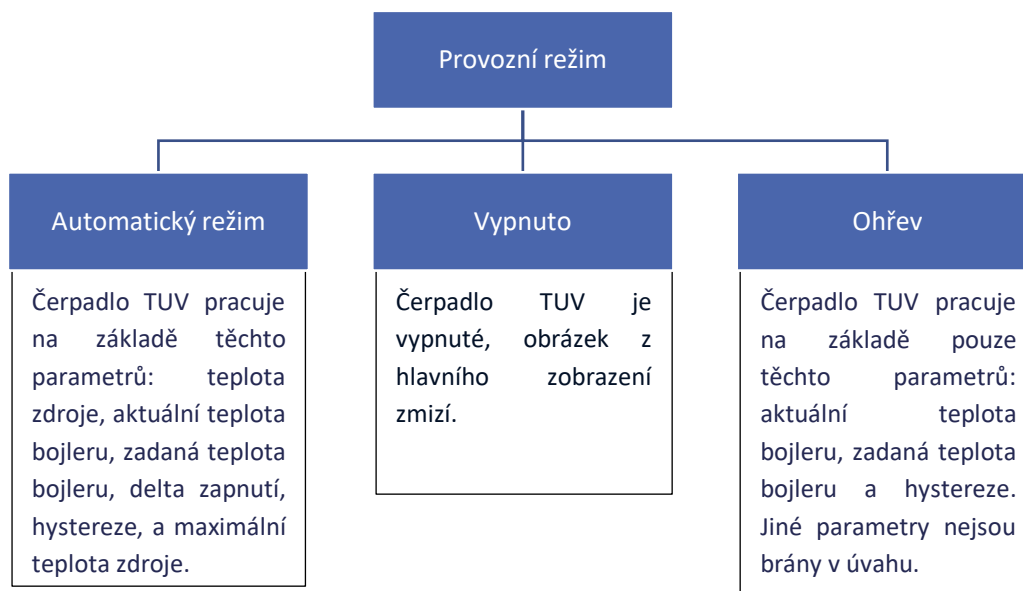 Provozní režim
Automatický režim
Čerpadlo TUV pracuje
na základě těchto
parametrů: teplota
zdroje, aktuální teplota
bojleru, zadaná teplota
bojleru, delta zapnutí,
hystereze, a maximální
teplota zdroje.
Vypnuto
Čerpadlo TUV je
vypnuté, obrázek z
hlavního zobrazení
zmizí.
Ohřev
Čerpadlo TUV pracuje
na základě pouze
těchto parametrů:
aktuální teplota
bojleru, zadaná teplota
bojleru a hystereze.
Jiné parametry nejsou
brány v úvahu.